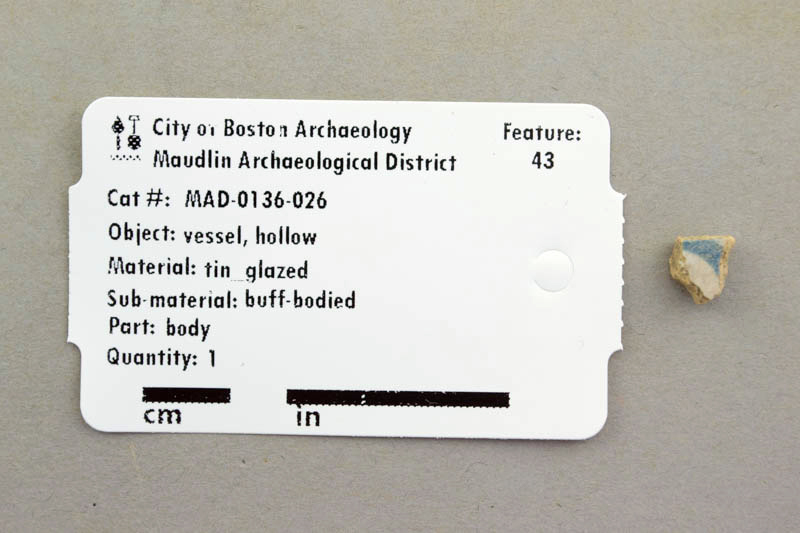 City of Boston Archaeology
Maudlin Archaeological District
Feature:
43
Cat #: MAD-0136-026
Object: vessel, hollow
Material: tin_glazed
Sub-material: buff-bodied
Part: body
Quantity: 1
cm
in